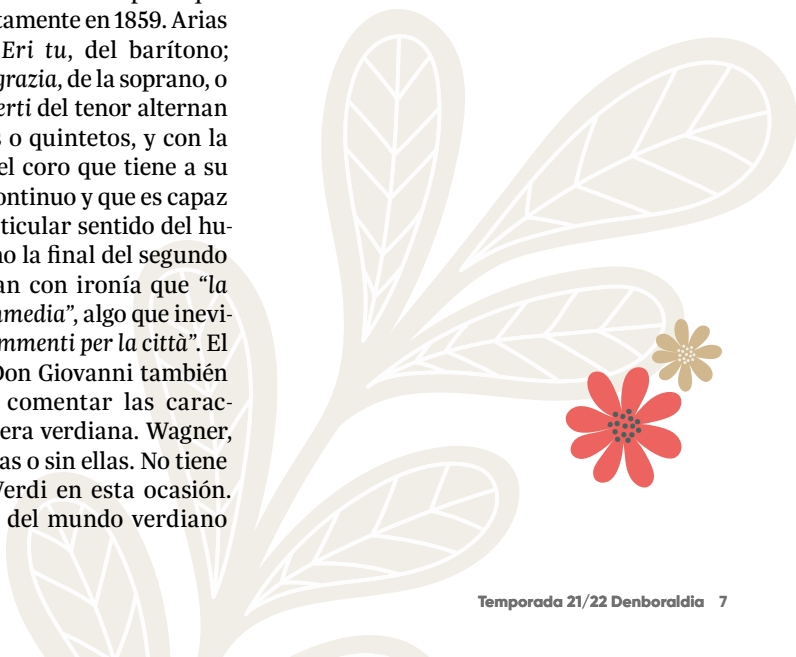 tamente en 1859. Arias
Eri tu, del barítono;
grazia, de la soprano, o
erti del tenor alternan
s o quintetos, y con la
el coro que tiene a su
ontinuo y que es capaz
ticular sentido del hu-
no la final del segundo
an con ironía que “la
media”, algo que inevi-
mmenti per la città”. El
Don Giovanni también
comentar las carac-
era verdiana. Wagner,
as o sin ellas. No tiene
Verdi en esta ocasión.
del mundo verdiano
Temporada 21/22 Denboraldia 7